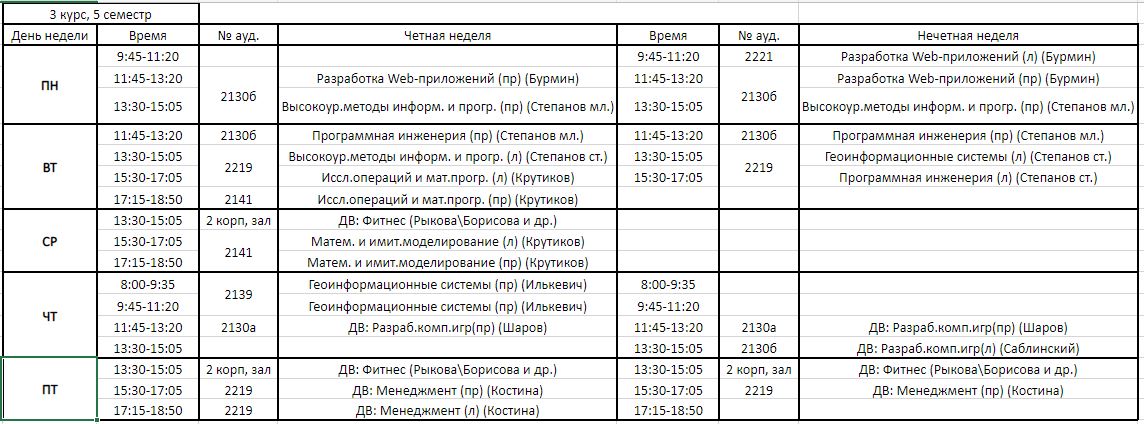 3 курс, 5 семестр
День недели Время № ауд. Четная неделя Время № ауд. Нечетная неделя
ПН
9:45-11:20 9:45-11:20 2221 Разработка Web-приложений (л) (Бурмин)
11:45-13:20 2130б Разработка Web-приложений (пр) (Бурмин) 11:45-13:20 2130б Разработка Web-приложений (пр) (Бурмин)
13:30-15:05 Высокоур.методы информ. и прогр. (пр) (Степанов мл.) 13:30-15:05 Высокоур.методы информ. и прогр. (пр) (Степанов мл.)
ВТ
11:45-13:20 2130б Программная инженерия (пр) (Степанов мл.) 11:45-13:20 2130б Программная инженерия (пр) (Степанов мл.)
13:30-15:05 2219 Высокоур.методы информ. и прогр. (л) (Степанов ст.) 13:30-15:05 2219 Геоинформационные системы (л) (Степанов ст.)
15:30-17:05 Иссл.операций и мат.прогр. (л) (Крутиков) 15:30-17:05 Программная инженерия (л) (Степанов ст.)
17:15-18:50 2141 Иссл.операций и мат.прогр. (пр) (Крутиков)
СР
13:30-15:05 2 корп, зал ДВ: Фитнес (Рыкова\Борисова и др.)
15:30-17:05 2141 Матем. и имит.моделирование (л) (Крутиков)
17:15-18:50 Матем. и имит.моделирование (пр) (Крутиков)
ЧТ
8:00-9:35 2139 Геоинформационные системы (пр) (Илькевич) 8:00-9:35
9:45-11:20 Геоинформационные системы (пр) (Илькевич) 9:45-11:20
11:45-13:20 2130а ДВ: Разраб.комп.игр(пр) (Шаров) 11:45-13:20 2130а ДВ: Разраб.комп.игр(пр) (Шаров)
13:30-15:05 13:30-15:05 2130б ДВ: Разраб.комп.игр(л) (Саблинский)
ПТ
13:30-15:05 2 корп, зал ДВ: Фитнес (Рыкова\Борисова и др.) 13:30-15:05 2 корп, зал ДВ: Фитнес (Рыкова\Борисова и др.)
15:30-17:05 2219 ДВ: Менеджмент (пр) (Костина) 15:30-17:05 2219 ДВ: Менеджмент (пр) (Костина)
17:15-18:50 2219 ДВ: Менеджмент (л) (Костина) 17:15-18:50